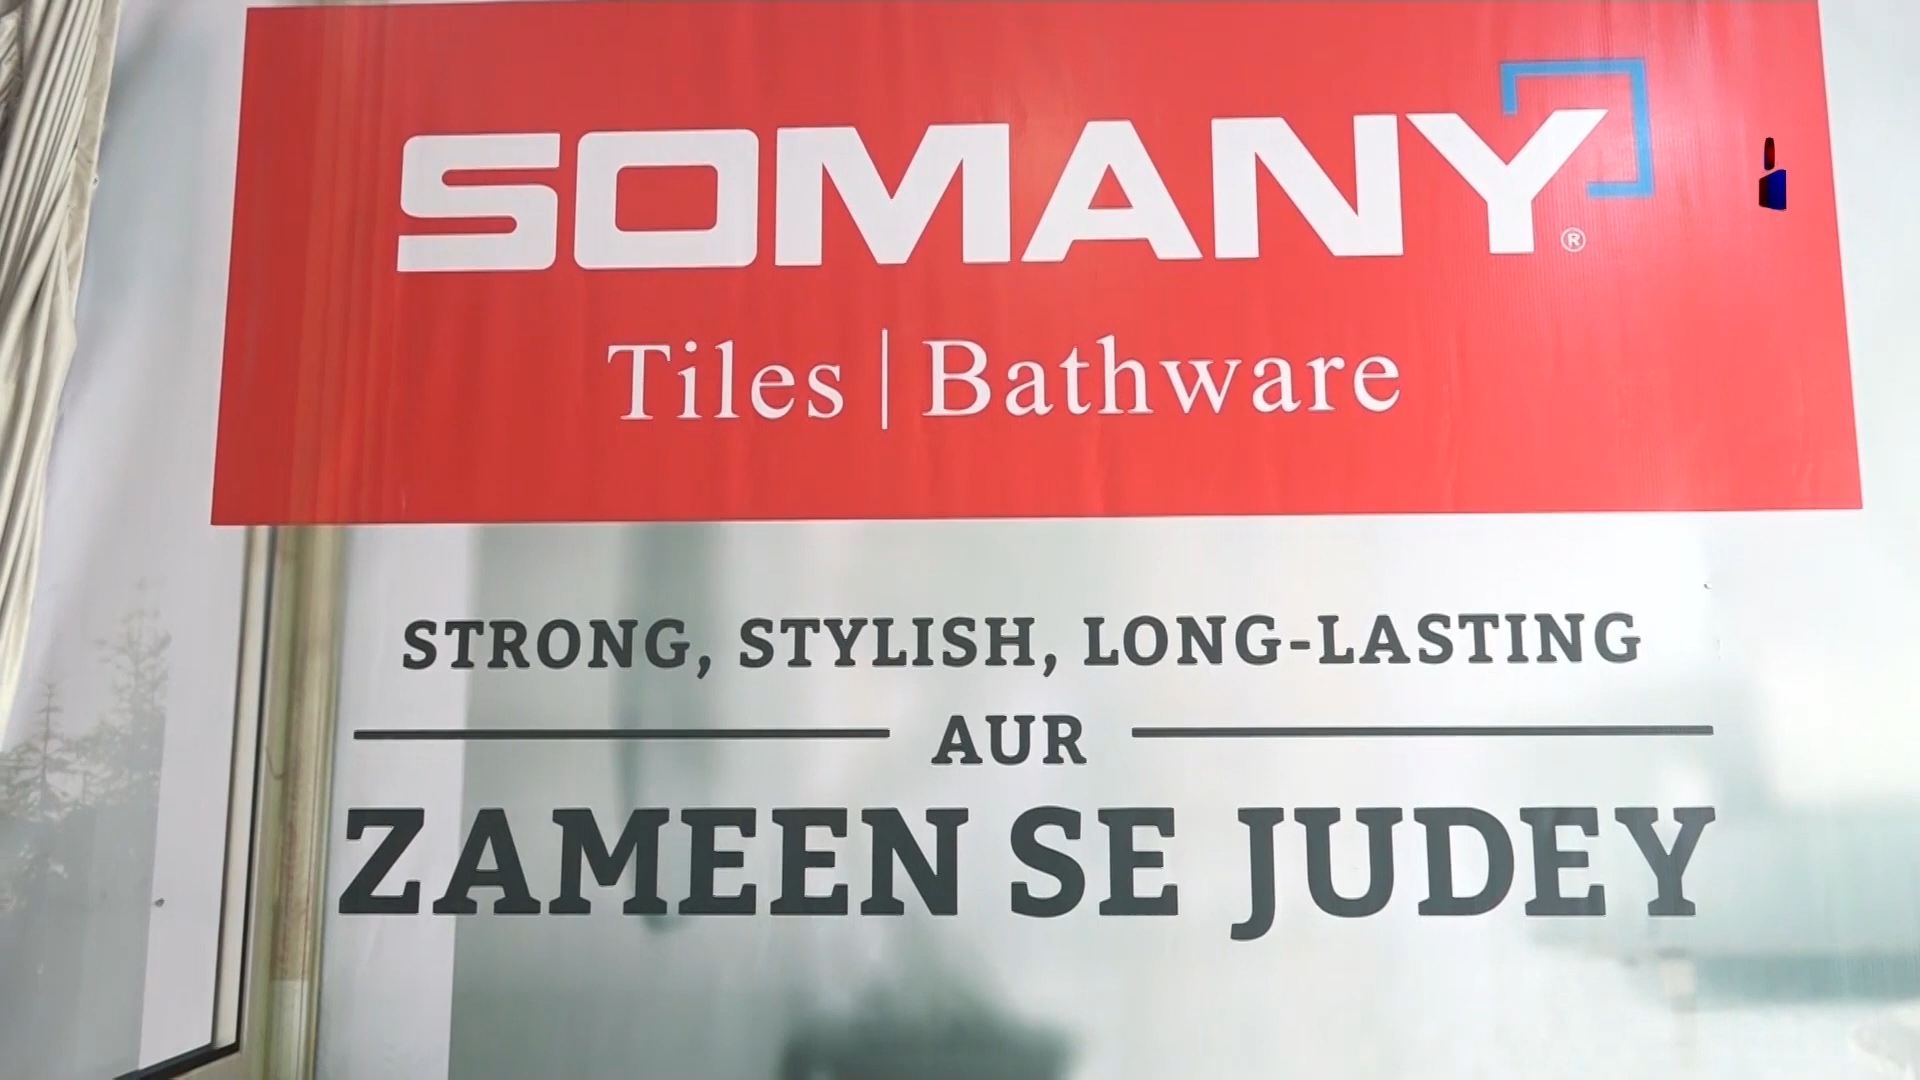 SOMANY®
Tiles | Bathware
STRONG, STYLISH, LONG-LASTING
AUR
ZAMEEN SE JUDEY